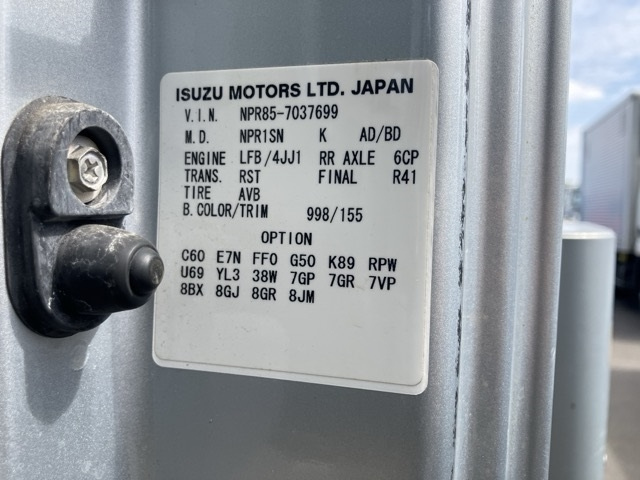 ISUZU MOTORS LTD. JAPAN
V.I.N. NPR85-7037699
M.D. NPR1SN K AD/BD
ENGINE LFB/4JJ1 RR AXLE 6CP
TRANS. RST FINAL R41
TIRE AVB
B.COLOR/TRIM 998/155
OPTION
C60 E7N FF0 G50 K89 RPW
U69 YL3 38W 7GP 7GR 7VP
8BX 8GJ 8GR 8JM